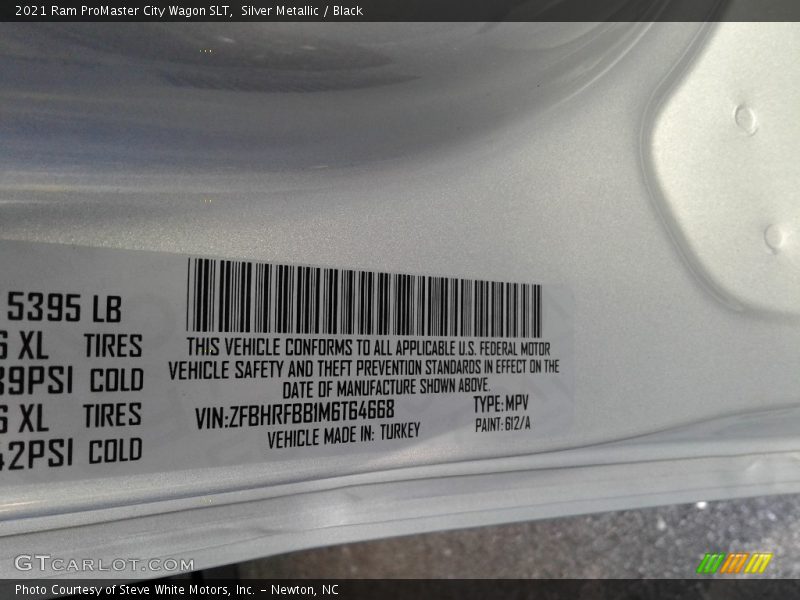 2021 Ram ProMaster City Wagon SLT, Silver Metallic / Black
5395 LB
XL TIRES
39PSI COLD
XL TIRES
42PSI COLD
THIS VEHICLE CONFORMS TO ALL APPLICABLE U.S. FEDERAL MOTOR
VEHICLE SAFETY AND THEFT PREVENTION STANDARDS IN EFFECT ON THE
DATE OF MANUFACTURE SHOWN ABOVE.
VIN:ZFBHRFBB1M6T64668 TYPE:MPV
VEHICLE MADE IN: TURKEY PAINT: 612/A
GTCARLOT.COM
Photo Courtesy of Steve White Motors, Inc. – Newton, NC